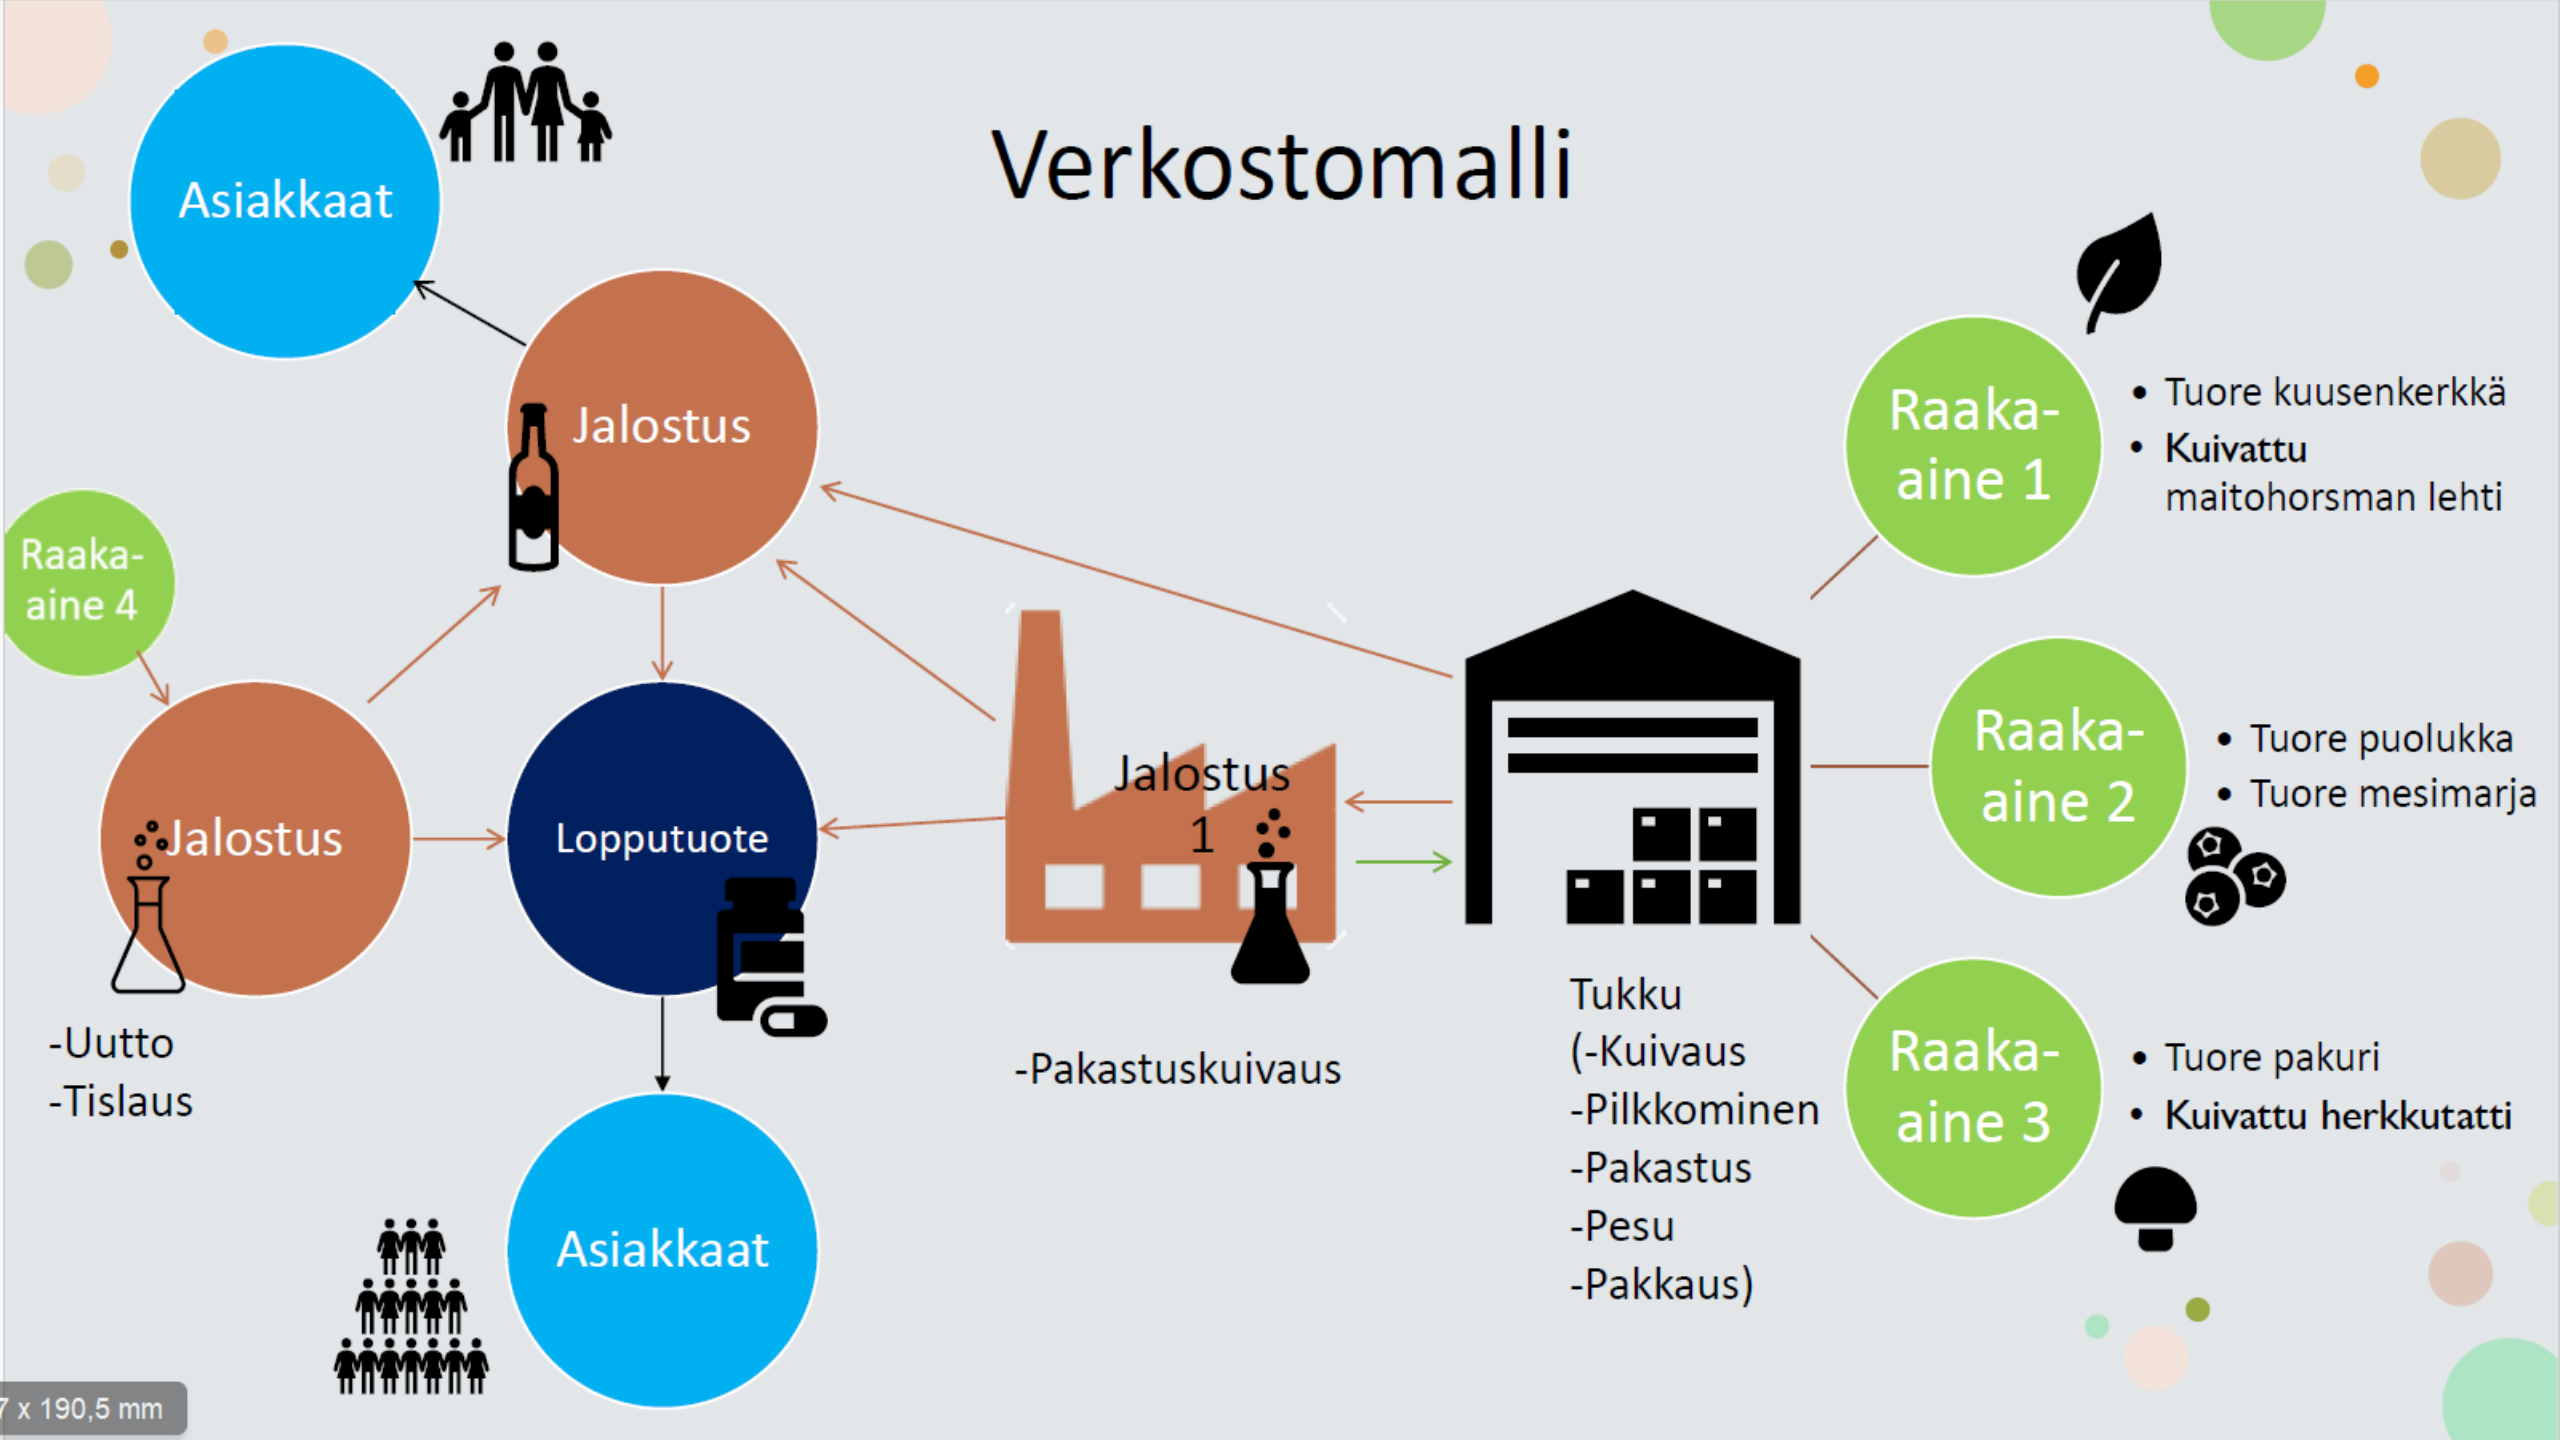 Verkostomalli
Asiakkaat
Jalostus
Raaka-
aine 4
Jalostus
-Uutto
-Tislaus
Lopputuote
Asiakkaat
Jalostus
1
-Pakastuskuivaus
Tukku
(-Kuivaus
-Pilkkominen
-Pakastus
-Pesu
-Pakkaus)
Raaka-
aine 1
• Tuore kuusenkerkkä
• Kuivattu
maitohorsman lehti
Raaka-
aine 2
• Tuore puolukka
• Tuore mesimarja
Raaka-
aine 3
• Tuore pakuri
• Kuivattu herkkutatti
7 x 190,5 mm